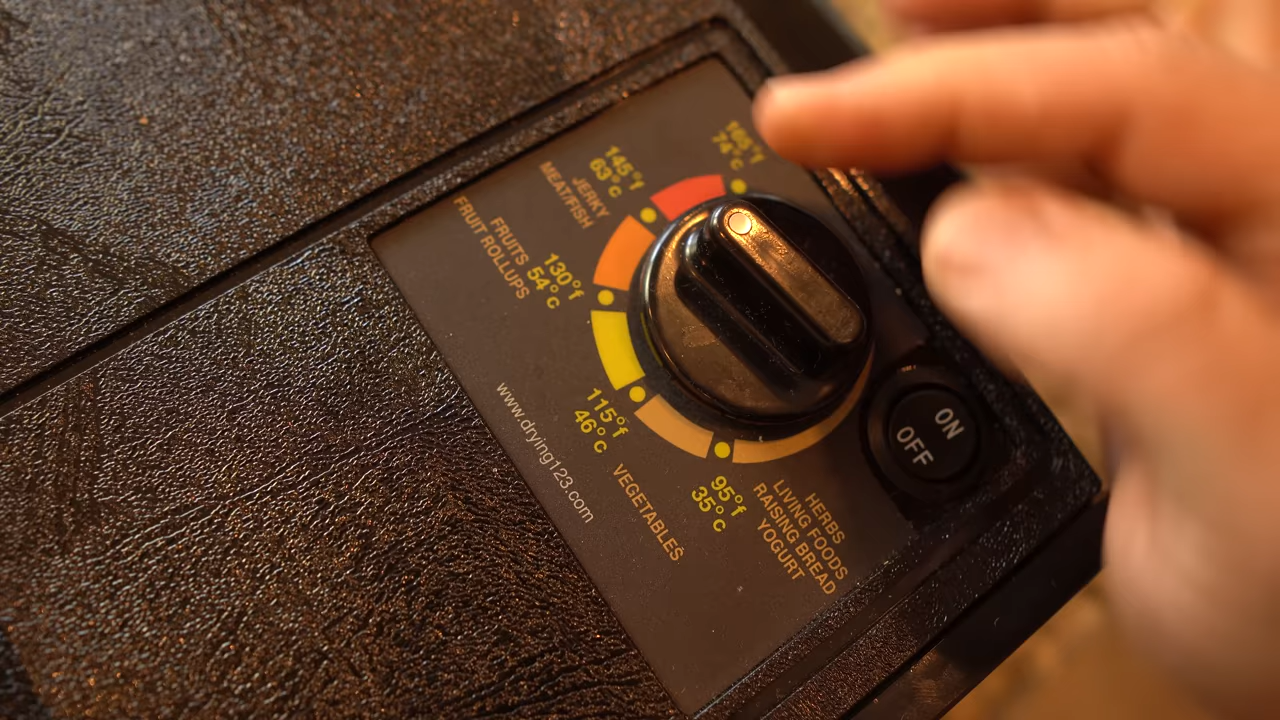 165°f
74°c
145°f
63°c
JERKY
MEAT/FISH
130°f
54°c
FRUITS
FRUIT ROLLUPS
115°f
46°c
VEGETABLES
95°f
35°c
HERBS
LIVING FOODS
RAISING BREAD
YOGURT
www.drying123.com
ON
OFF